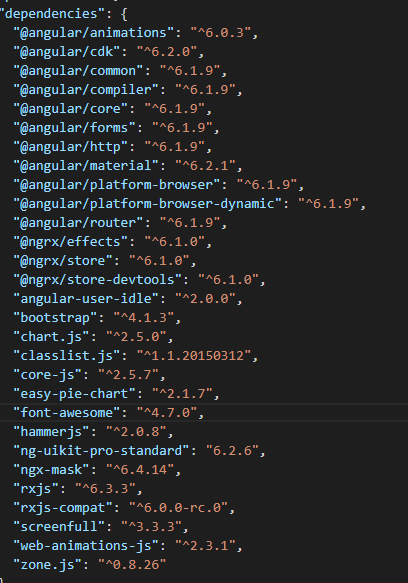 "dependencies": {
"@angular/animations": "^6.0.3",
"@angular/cdk": "^6.2.0",
"@angular/common": "^6.1.9",
"@angular/compiler": "^6.1.9",
"@angular/core": "^6.1.9",
"@angular/forms": "^6.1.9",
"@angular/http": "^6.1.9",
"@angular/material": "^6.2.1",
"@angular/platform-browser": "^6.1.9",
"@angular/platform-browser-dynamic": "^6.1.9",
"@angular/router": "^6.1.9",
"@ngrx/effects": "^6.1.0",
"@ngrx/store": "^6.1.0",
"@ngrx/store-devtools": "^6.1.0",
"angular-user-idle": "^2.0.0",
"bootstrap": "^4.1.3",
"chart.js": "^2.5.0",
"classlist.js": "^1.1.20150312",
"core-js": "^2.5.7",
"easy-pie-chart": "^2.1.7",
"font-awesome": "^4.7.0",
"hammerjs": "^2.0.8",
"ng-uikit-pro-standard": "6.2.6",
"ngx-mask": "^6.4.14",
"rxjs": "^6.3.3",
"rxjs-compat": "^6.0.0-rc.0",
"screenfull": "^3.3.3",
"web-animations-js": "^2.3.1",
"zone.js": "^0.8.26"